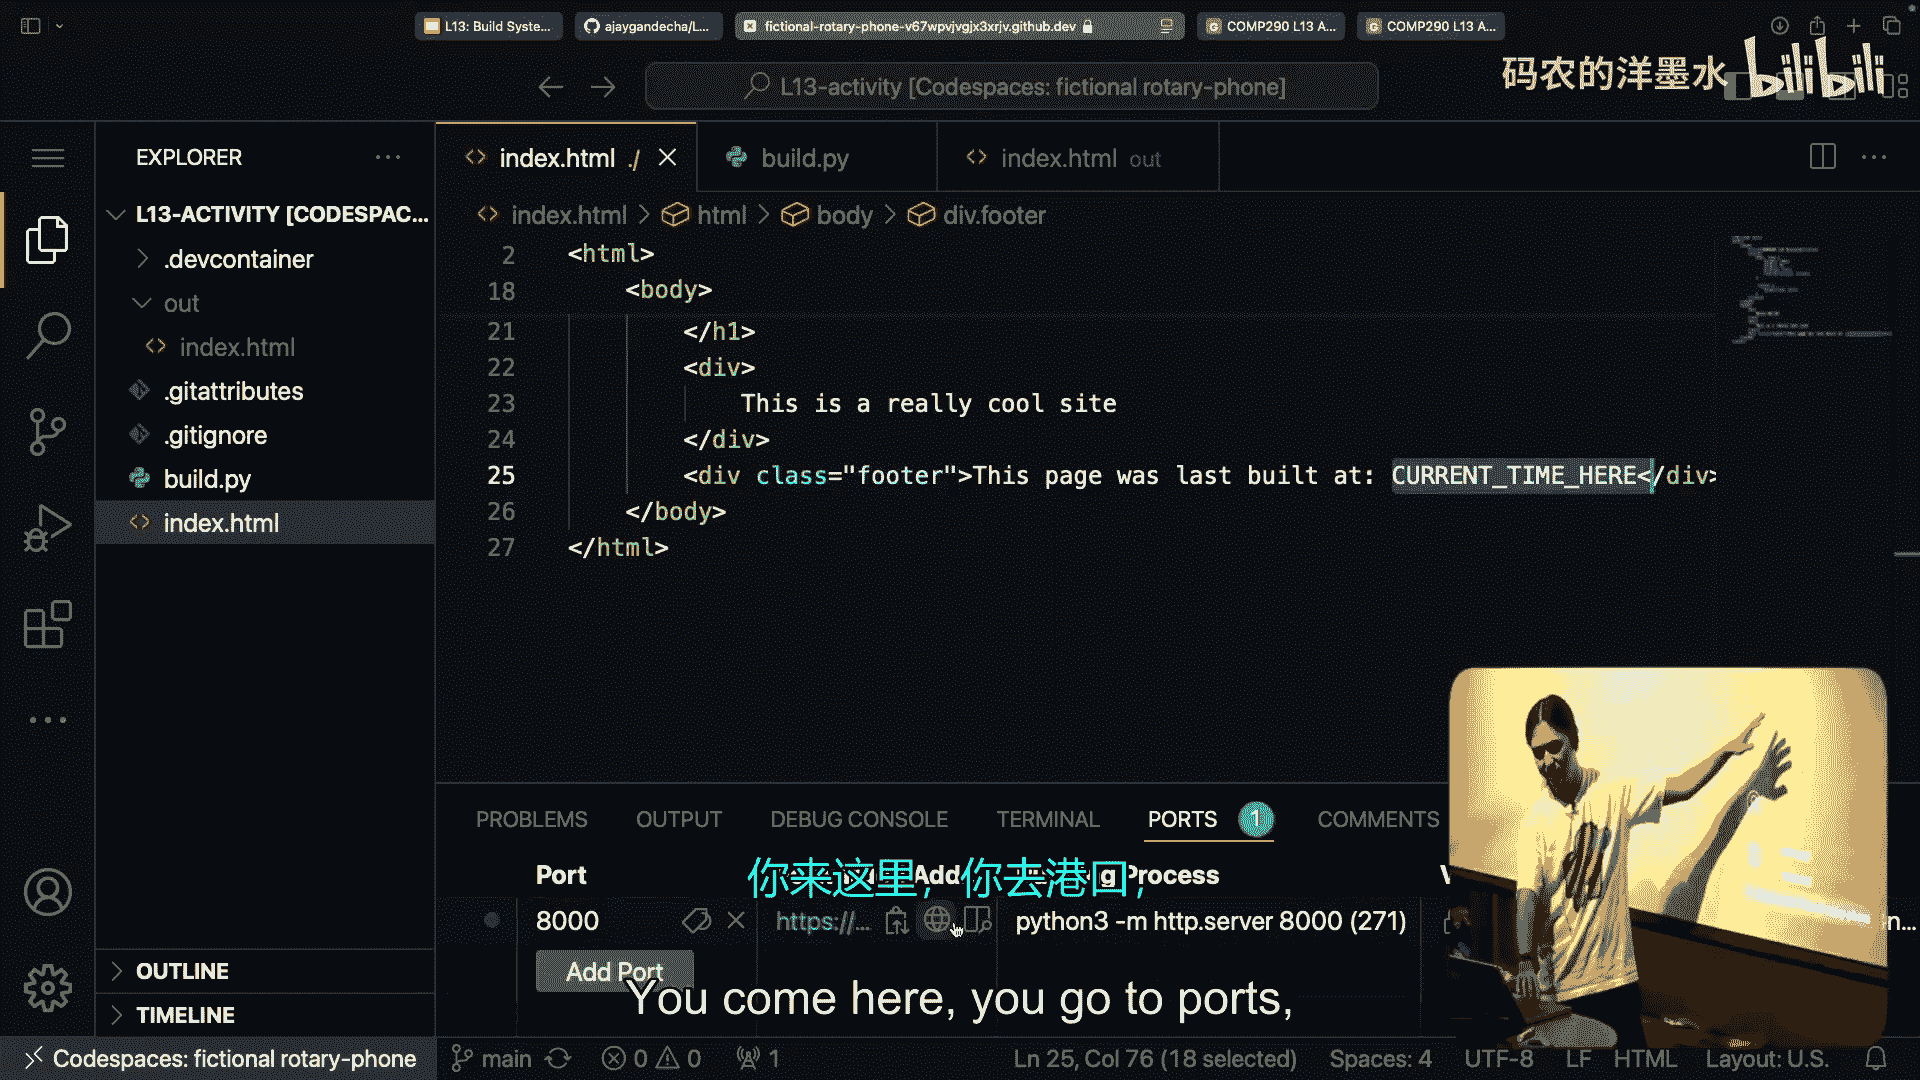 L13: Build Syste...
ajaygandecha/L...
fictional-rotary-phone-v67wpvjvgjx3xrjv.github.dev
COMP290 L13 A...
COMP290 L13 A...
L13-activity [Codespaces: fictional rotary-phone]
码农的洋墨水
bilibili
EXPLORER
index.html ./
build.py
index.html out
L13-ACTIVITY [CODESPAC...
index.html > html > body > div.footer
.devcontainer
out
index.html
.gitattributes
.gitignore
build.py
index.html
2 <html>
18 <body>
21 </h1>
22 <div>
23 This is a really cool site
24 </div>
25 <div class="footer">This page was last built at: CURRENT_TIME_HERE</div>
26 </body>
27 </html>
PROBLEMS
OUTPUT
DEBUG CONSOLE
TERMINAL
PORTS 1
COMMENTS
Port
Process
你来这里，你去港口，
8000
https://...
python3 -m http.server 8000 (271)
Add Port
You come here, you go to ports,
OUTLINE
TIMELINE
Codespaces: fictional rotary-phone
main
0
0
1
Ln 25, Col 76 (18 selected)
Spaces: 4
UTF-8
LF
HTML
Layout: U.S.